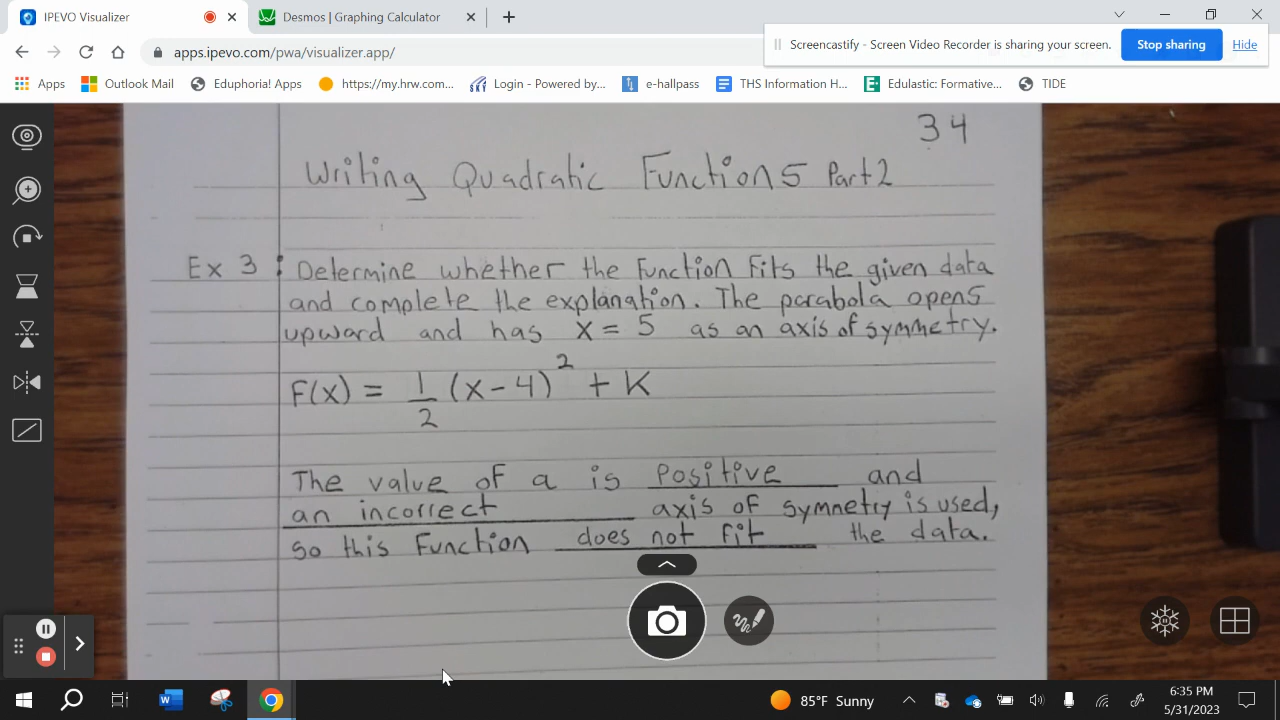 IPEVO Visualizer
Desmos | Graphing Calculator
apps.ipevo.com/pwa/visualizer.app/
Screencastify - Screen Video Recorder is sharing your screen.
Stop sharing
Hide
Apps
Outlook Mail
Eduphoria! Apps
https://my.hrw.com...
Login - Powered by...
e-hallpass
THS Information H...
Edulastic: Formative...
TIDE
34
Writing Quadratic Functions Part 2
Ex 3: Determine whether the function fits the given data
and complete the explanation. The parabola opens
upward and has x = 5 as an axis of symmetry.
F(x) = 1/2 (x-4)² + K
The value of a is positive and
an incorrect axis of symnetry is used,
so this Function does not fit the data.
85°F Sunny
6:35 PM
5/31/2023